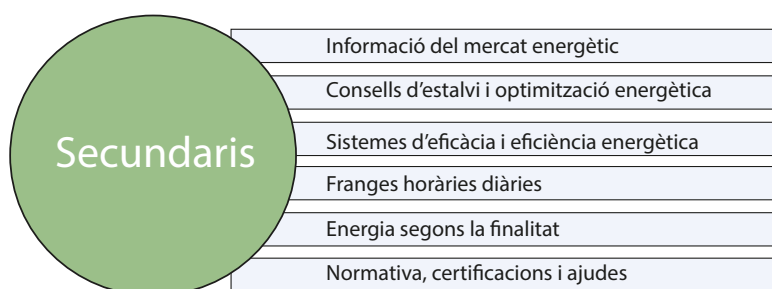 Secundaris
Informació del mercat energètic
Consells d’estalvi i optimització energètica
Sistemes d’eficàcia i eficiència energètica
Franges horàries diàries
Energia segons la finalitat
Normativa, certificacions i ajudes